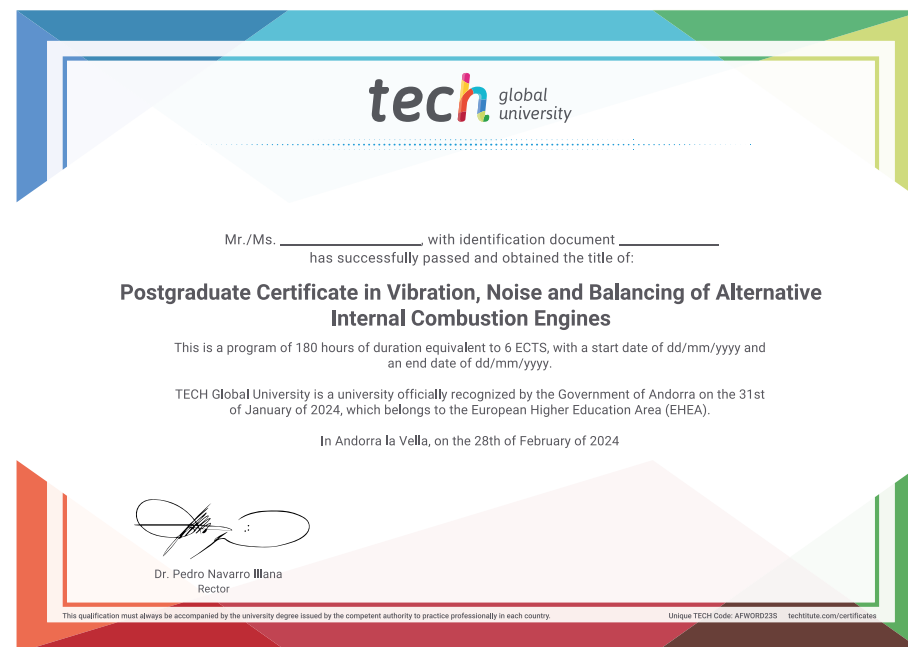 tech global
university
Mr./Ms. ____________________, with identification document ______________
has successfully passed and obtained the title of:
Postgraduate Certificate in Vibration, Noise and Balancing of Alternative
Internal Combustion Engines
This is a program of 180 hours of duration equivalent to 6 ECTS, with a start date of dd/mm/yyyy and
an end date of dd/mm/yyyy.
TECH Global University is a university officially recognized by the Government of Andorra on the 31st
of January of 2024, which belongs to the European Higher Education Area (EHEA).
In Andorra la Vella, on the 28th of February of 2024
Dr. Pedro Navarro Illana
Rector
This qualification must always be accompanied by the university degree issued by the competent authority to practice professionally in each country. Unique TECH Code: AFWORD23S techtitute.com/certificates